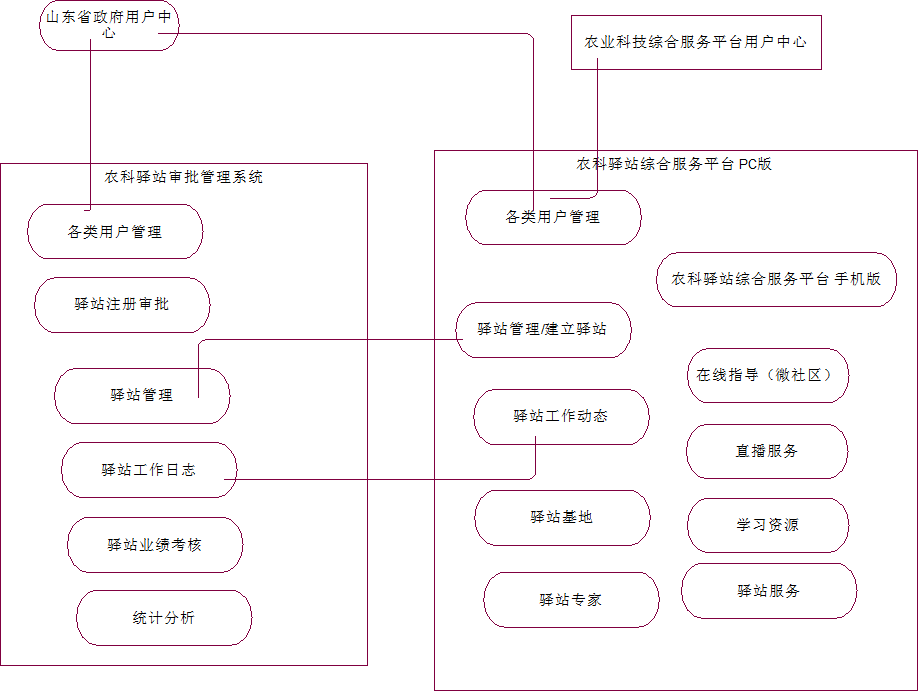 山东省政府用户中
心
农业科技综合服务平台用户中心
农科驿站审批管理系统
各类用户管理
驿站注册审批
驿站管理
驿站工作日志
驿站业绩考核
统计分析
农科驿站综合服务平台 PC版
各类用户管理
农科驿站综合服务平台 手机版
驿站管理/建立驿站
在线指导（微社区）
驿站工作动态
直播服务
驿站基地
学习资源
驿站专家
驿站服务